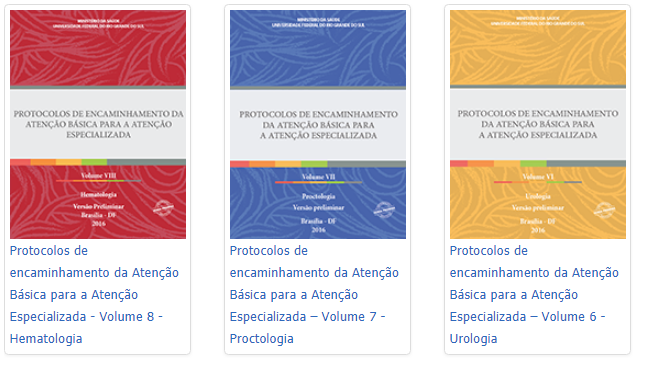 MINISTÉRIO DA SAÚDE
UNIVERSIDADE FEDERAL DO RIO GRANDE DO SUL
PROTOCOLOS DE ENCAMINHAMENTO DA
ATENÇÃO BÁSICA PARA A ATENÇÃO
ESPECIALIZADA
Volume VIII
Hematologia
Versão Preliminar
Brasília - DF
2016
Protocolos de
encaminhamento da Atenção
Básica para a Atenção
Especializada - Volume 8 -
Hematologia
MINISTÉRIO DA SAÚDE
UNIVERSIDADE FEDERAL DO RIO GRANDE DO SUL
PROTOCOLOS DE ENCAMINHAMENTO
DA ATENÇÃO BÁSICA PARA
A ATENÇÃO ESPECIALIZADA
Volume VII
Proctologia
Versão preliminar
Brasília - DF
2016
Protocolos de
encaminhamento da Atenção
Básica para a Atenção
Especializada – Volume 7 -
Proctologia
MINISTÉRIO DA SAÚDE
UNIVERSIDADE FEDERAL DO RIO GRANDE DO SUL
PROTOCOLOS DE ENCAMINHAMENTO
DA ATENÇÃO BÁSICA PARA
A ATENÇÃO ESPECIALIZADA
Volume VI
Urologia
Versão preliminar
Brasília - DF
2016
Protocolos de
encaminhamento da Atenção
Básica para a Atenção
Especializada – Volume 6 -
Urologia